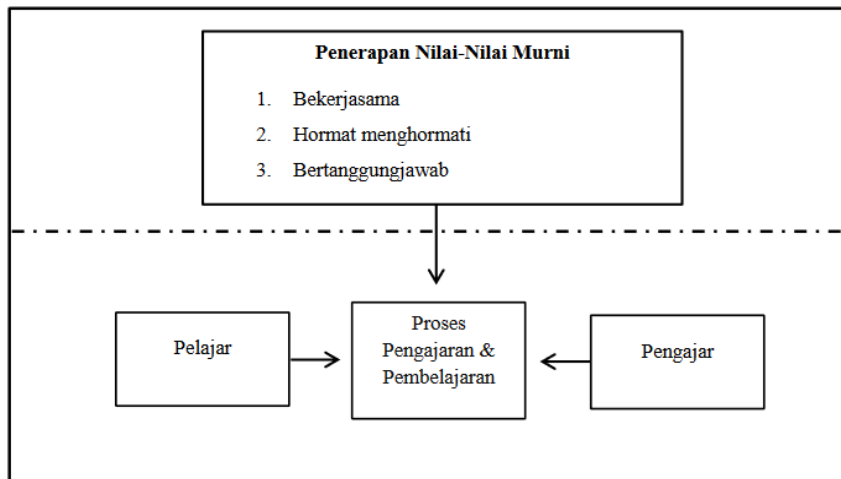 Penerapan Nilai-Nilai Murni
1. Bekerjasama
2. Hormat menghormati
3. Bertanggungjawab
Pelajar
Proses
Pengajaran &
Pembelajaran
Pengajar